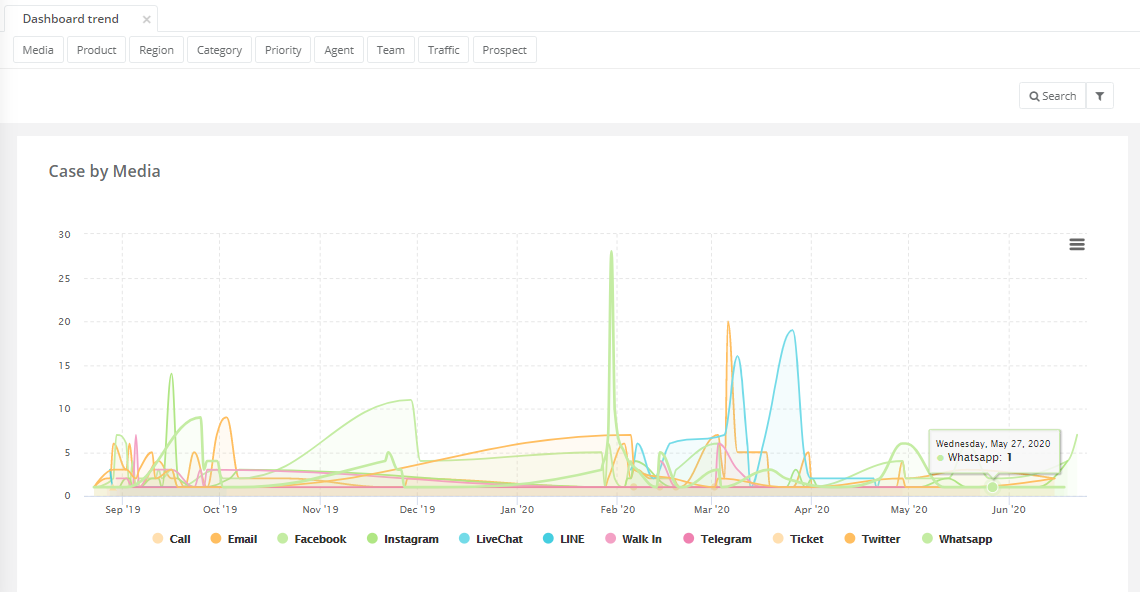 Dashboard trend ×
Media Product Region Category Priority Agent Team Traffic Prospect
Search
Case by Media
30
25
20
15
10
5
0
Wednesday, May 27, 2020
Whatsapp: 1
Sep '19 Oct '19 Nov '19 Dec '19 Jan '20 Feb '20 Mar '20 Apr '20 May '20 Jun '20
Call Email Facebook Instagram LiveChat LINE Walk In Telegram Ticket Twitter Whatsapp